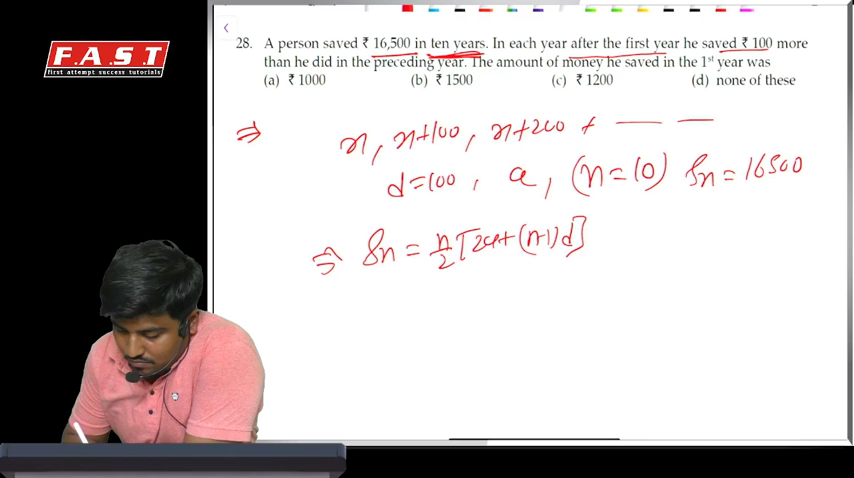 F.A.S.T
first attempt success tutorials
28. A person saved ₹ 16,500 in ten years. In each year after the first year he saved ₹ 100 more
than he did in the preceding year. The amount of money he saved in the 1st year was
(a) ₹ 1000 (b) ₹ 1500 (c) ₹ 1200 (d) none of these
⇒ x, x+100, x+200 + — —
d=100, a, (n=10) Sn = 16500
⇒ Sn = n/2 [2a+(n-1)d]